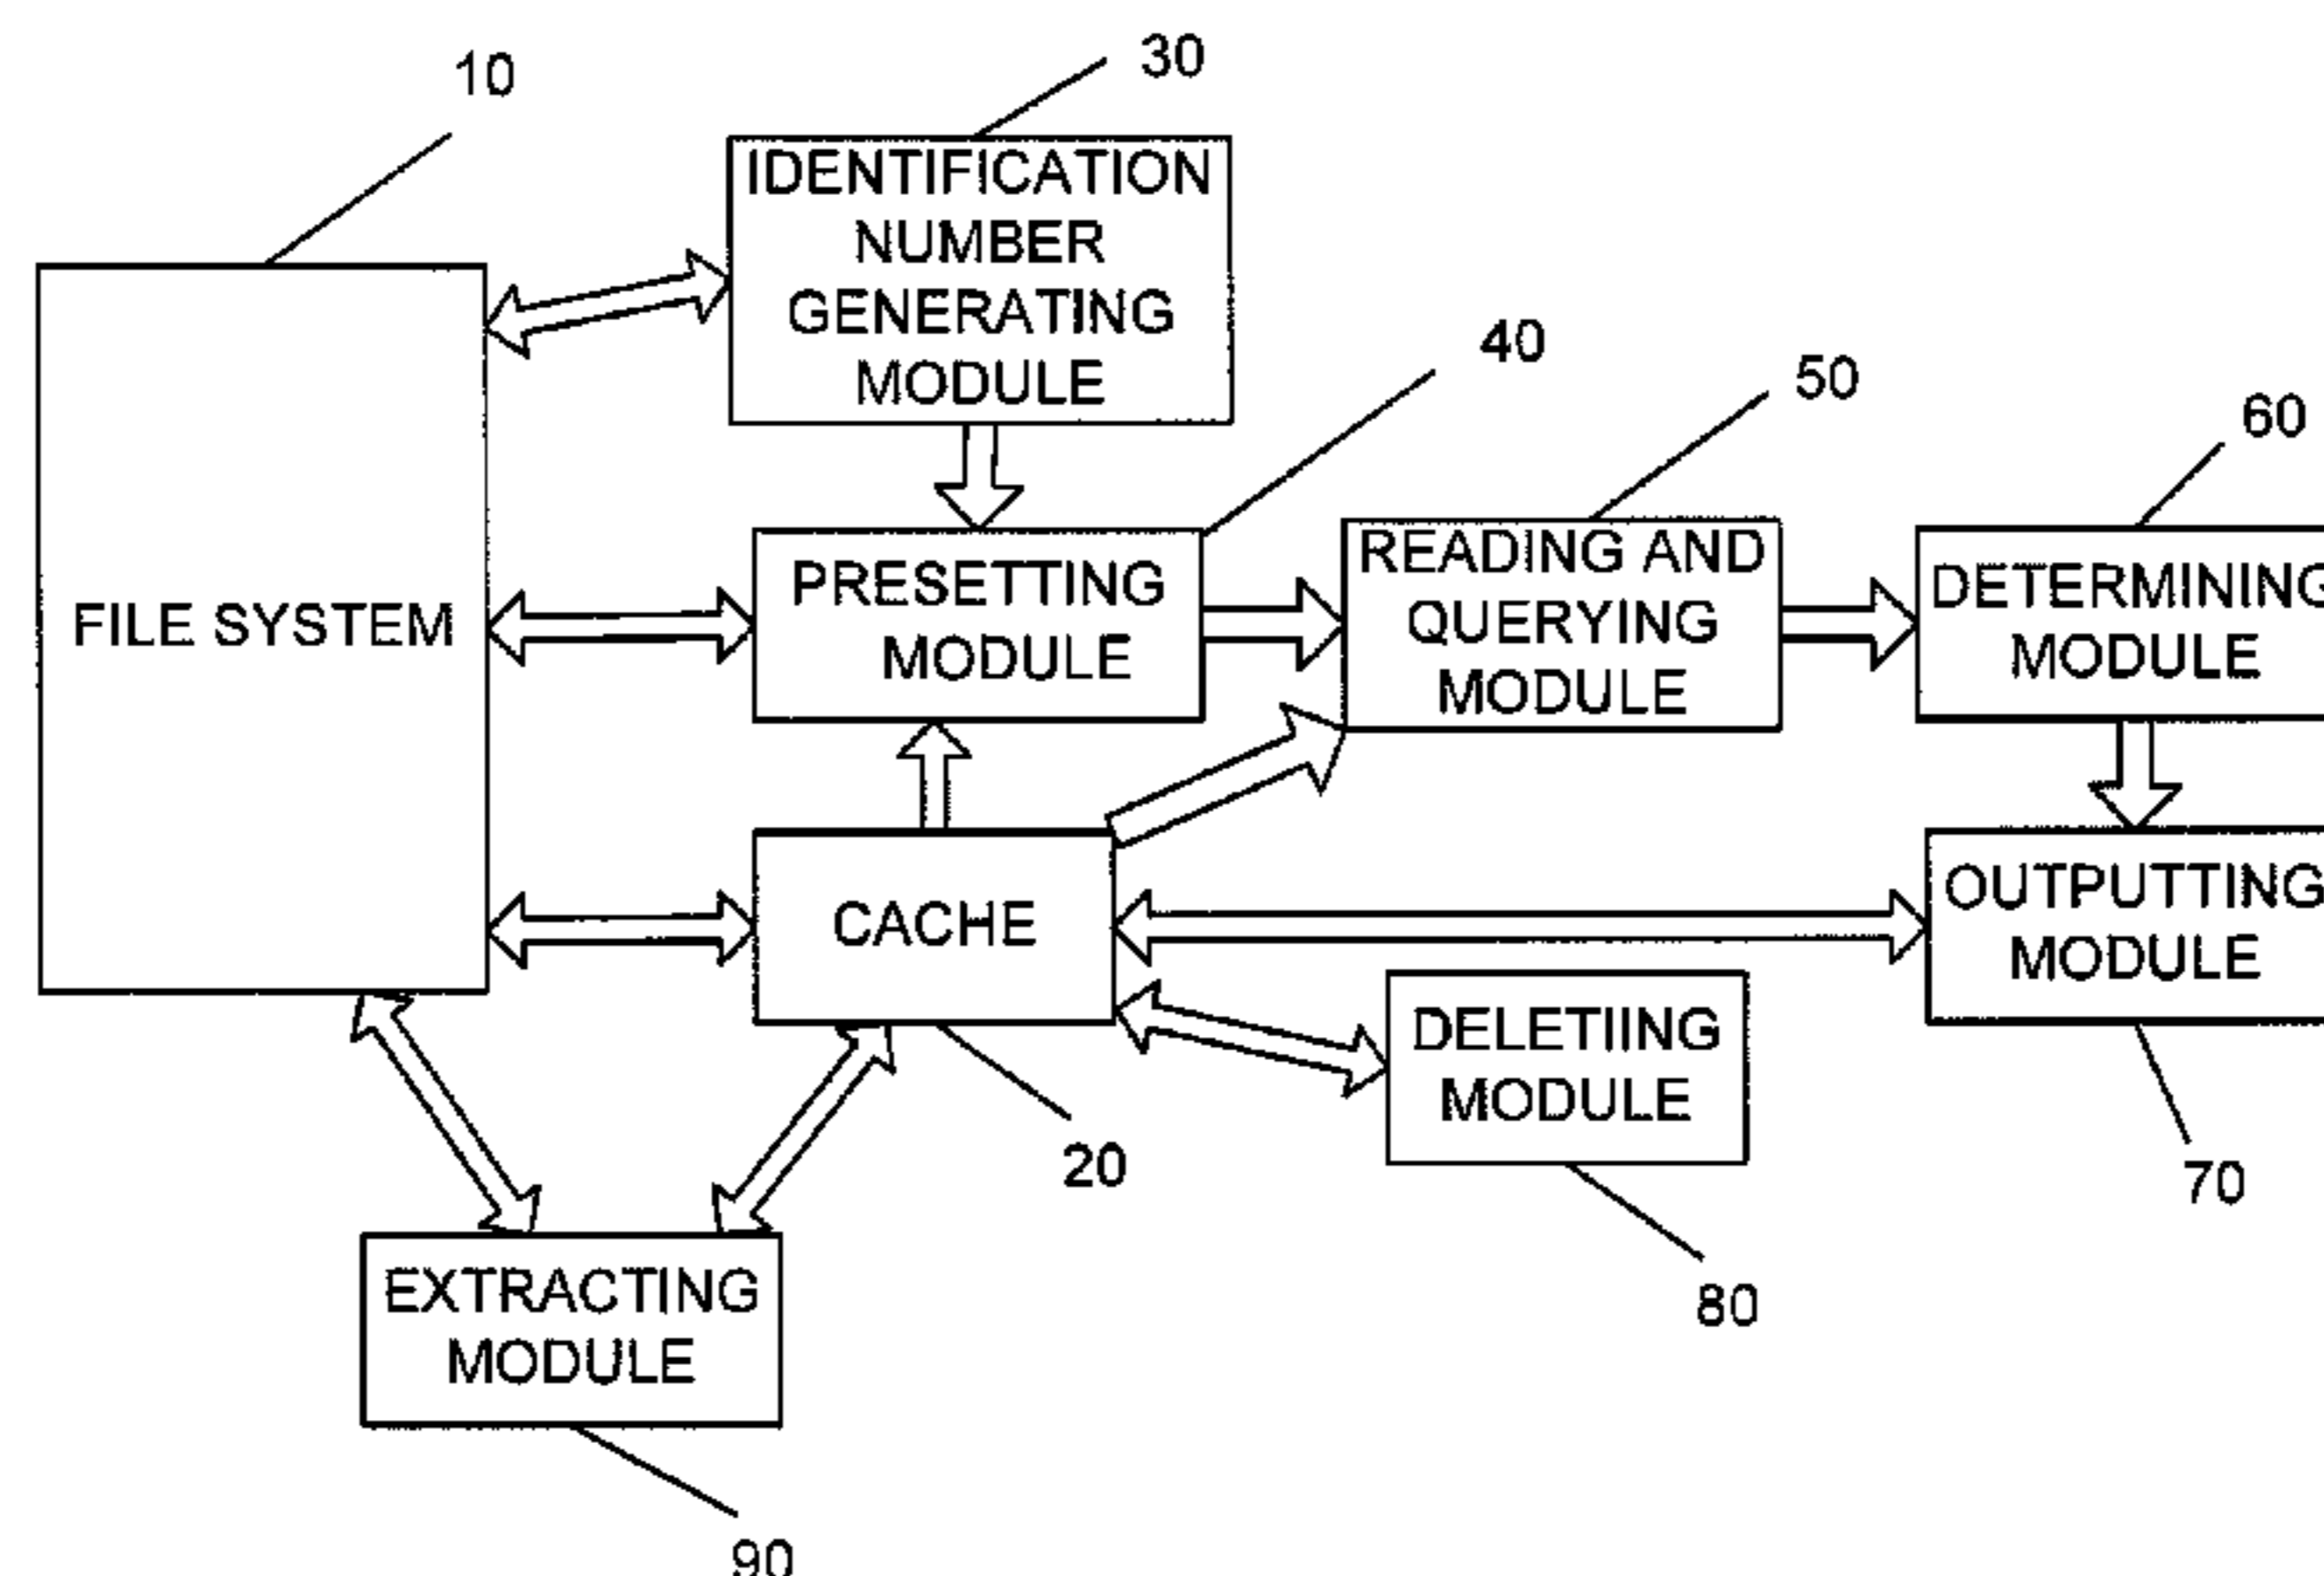 10
30
IDENTIFICATION
NUMBER
GENERATING
MODULE
40
50
60
FILE SYSTEM
PRESETTING
MODULE
READING AND
QUERYING
MODULE
DETERMINING
MODULE
CACHE
OUTPUTTING
MODULE
DELETIING
MODULE
20
70
80
EXTRACTING
MODULE
90